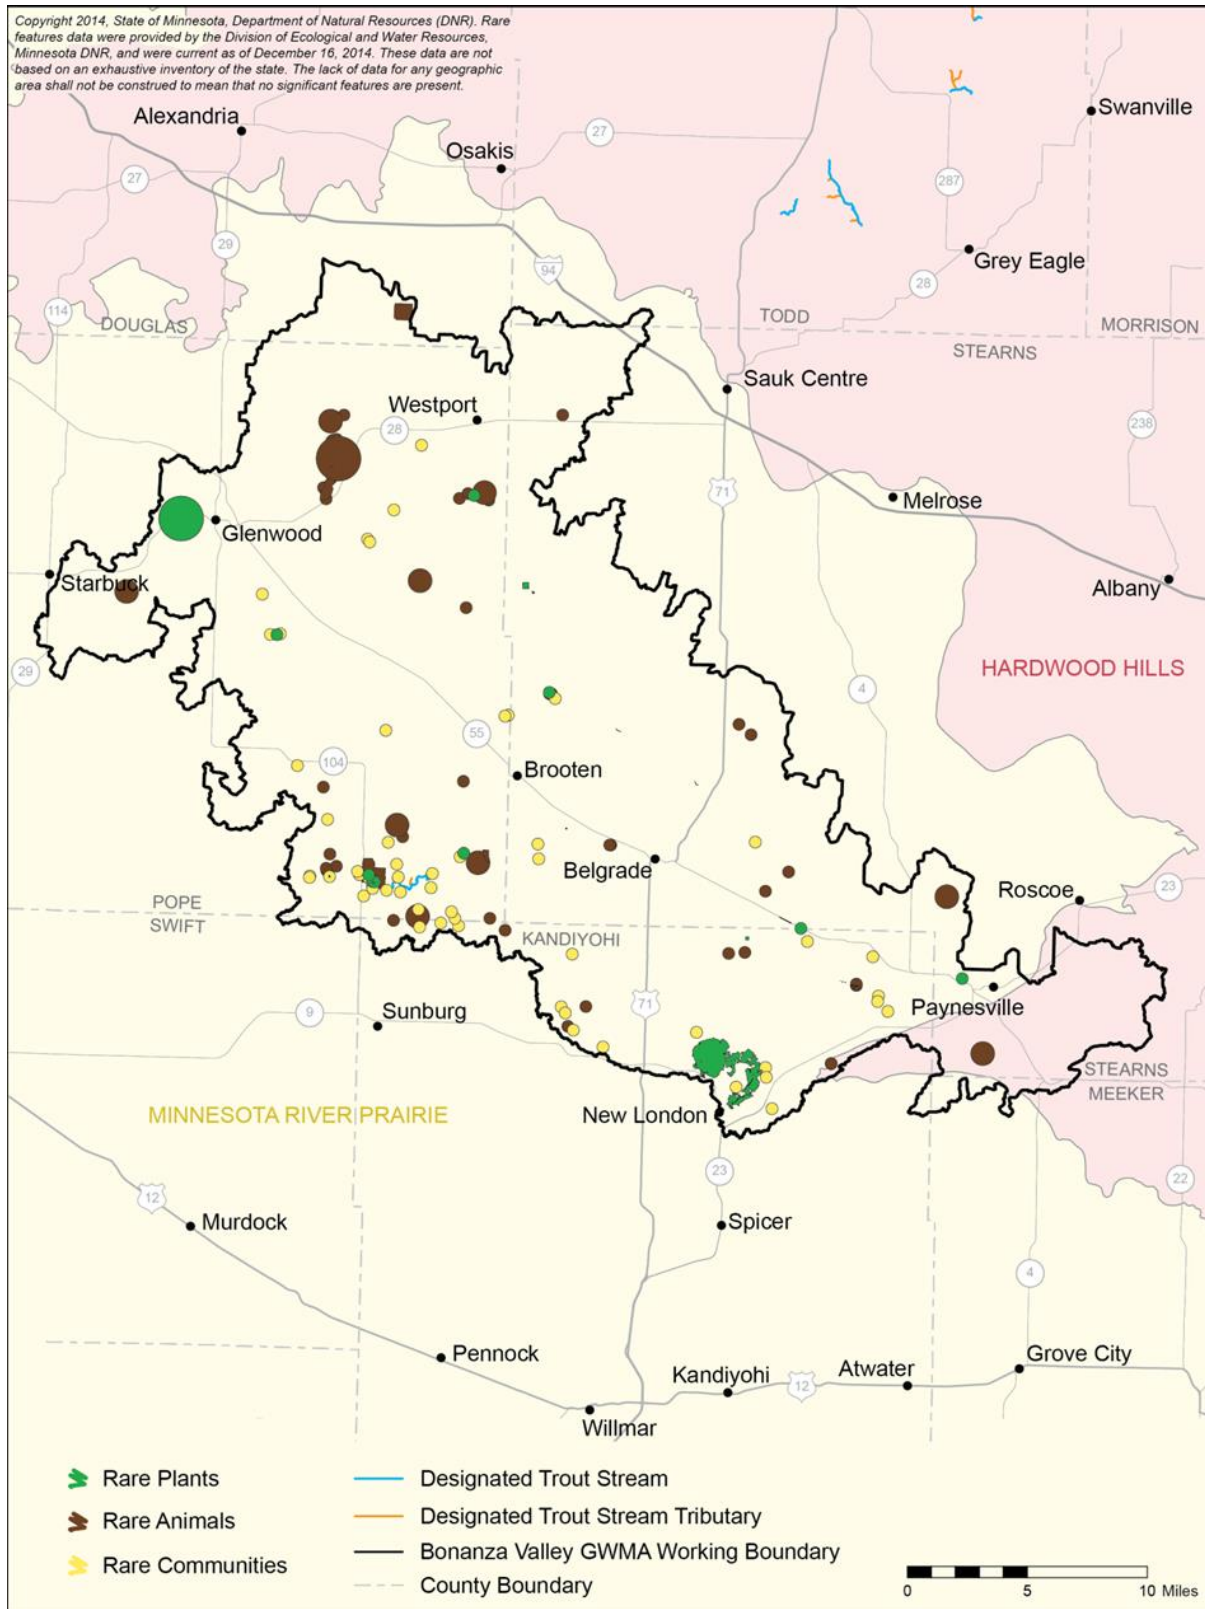 Copyright 2014, State of Minnesota, Department of Natural Resources (DNR). Rare
features data were provided by the Division of Ecological and Water Resources,
Minnesota DNR, and were current as of December 16, 2014. These data are not
based on an exhaustive inventory of the state. The lack of data for any geographic
area shall not be construed to mean that no significant features are present.
Alexandria
Swanville
Osakis
27
27
287
29
Grey Eagle
94
28
114
DOUGLAS
TODD
MORRISON
STEARNS
Sauk Centre
Westport
28
238
71
Melrose
Glenwood
Starbuck
Albany
29
HARDWOOD HILLS
4
55
104
Brooten
Belgrade
Roscoe
23
POPE
SWIFT
KANDIYOHI
71
Paynesville
9
Sunburg
STEARNS
MEEKER
MINNESOTA RIVER PRAIRIE
New London
23
22
12
Murdock
Spicer
4
Pennock
Grove City
Kandiyohi
12
Atwater
Willmar
Rare Plants
Designated Trout Stream
Rare Animals
Designated Trout Stream Tributary
Bonanza Valley GWMA Working Boundary
Rare Communities
County Boundary
0 5 10 Miles